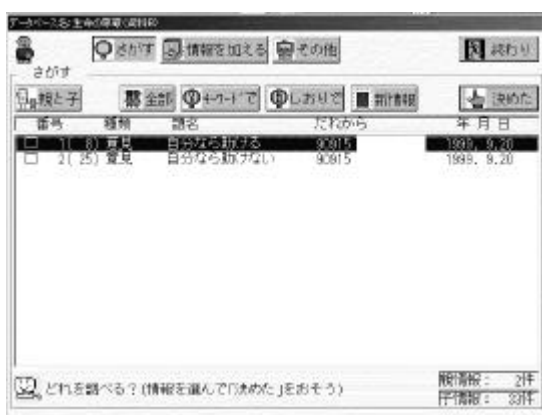 データベース名:生命の尊重(資料F)
さがす 情報を加える その他 終わり
さがす
親と子 全部 キーワードで しおりで 新情報 決めた
番号 種類 題名 だれから 年月日
1( 8) 意見 自分なら助ける 90915 1999. 9.20
2( 25) 意見 自分なら助けない 90915 1999. 9.20
どれを調べる?(情報を選んで「決めた」をおそう)
親情報: 2件
子情報: 33件